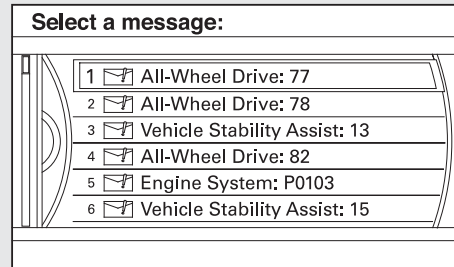 Select a message:
1 All-Wheel Drive: 77
2 All-Wheel Drive: 78
3 Vehicle Stability Assist: 13
4 All-Wheel Drive: 82
5 Engine System: P0103
6 Vehicle Stability Assist: 15